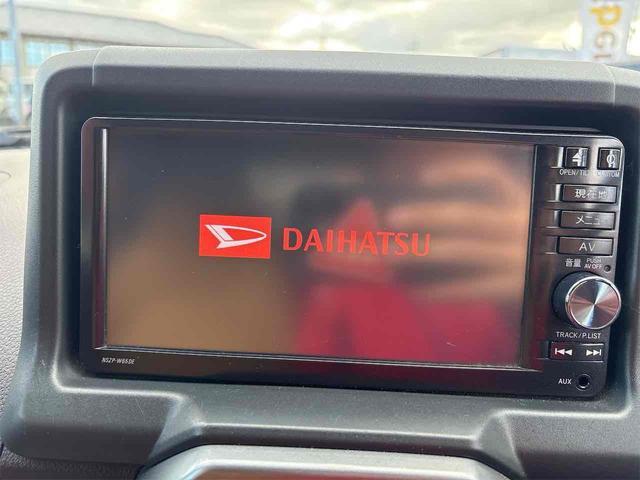 DAIHATSU
OPEN/TILT
現在地
メニュー
AV
音量
PUSH
AV OFF
TRACK/P.LIST
AUX
NSZP-W65DE